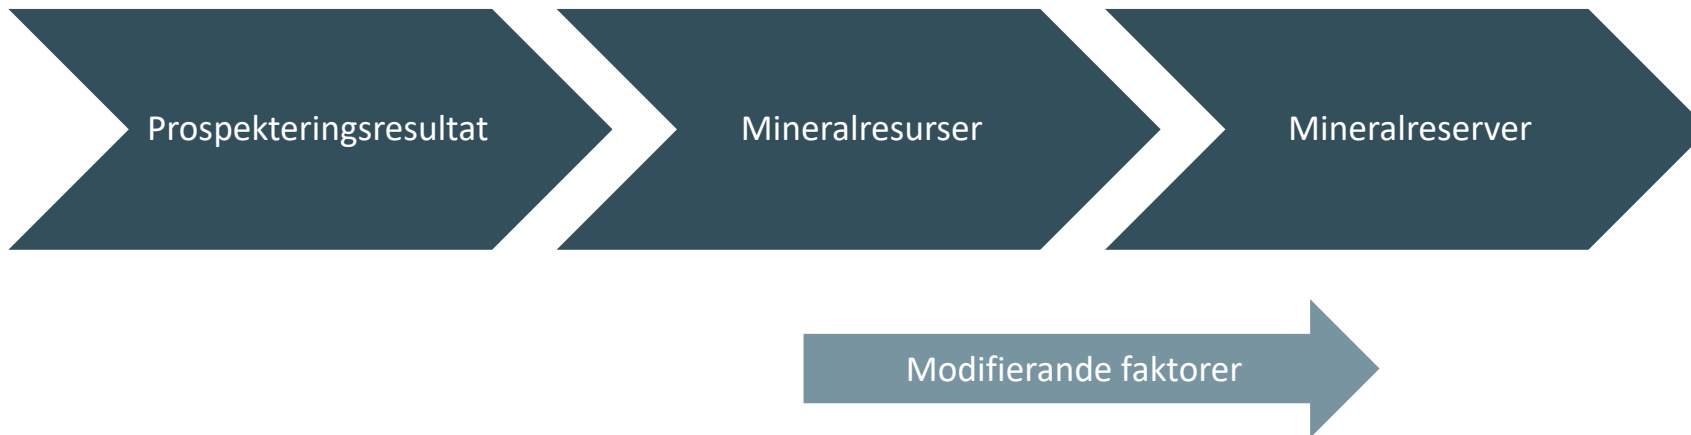 Prospekteringsresultat
Mineralresurser
Mineralreserver
Modifierande faktorer